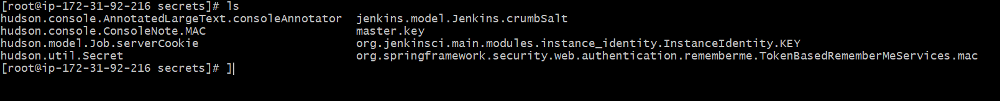 [root@ip-172-31-92-216 secrets]# ls
hudson.console.AnnotatedLargeText.consoleAnnotator  jenkins.model.Jenkins.crumbSalt
hudson.console.ConsoleNote.MAC                      master.key
hudson.model.Job.serverCookie                       org.jenkinsci.main.modules.instance_identity.InstanceIdentity.KEY
hudson.util.Secret                                  org.springframework.security.web.authentication.rememberme.TokenBasedRememberMeServices.mac
[root@ip-172-31-92-216 secrets]# ]